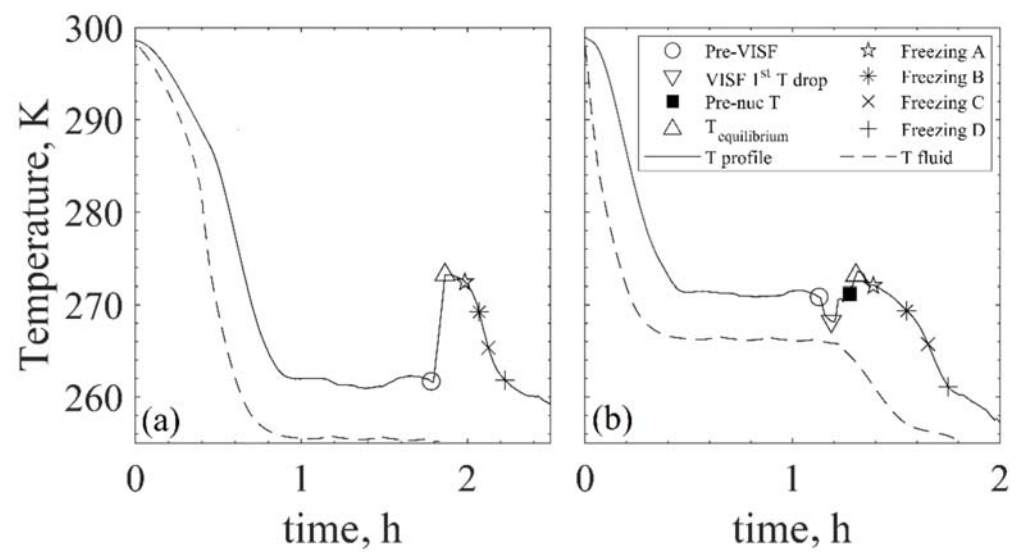 300
290
280
270
260
Temperature, K
(a)
0
1
2
time, h
Pre-VISF
VISF 1st T drop
Pre-nuc T
Tequilibrium
T profile
Freezing A
Freezing B
Freezing C
Freezing D
T fluid
(b)
0
1
2
time, h